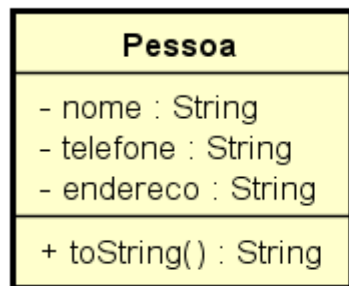 Pessoa
- nome : String
- telefone : String
- endereco : String
+ toString() : String